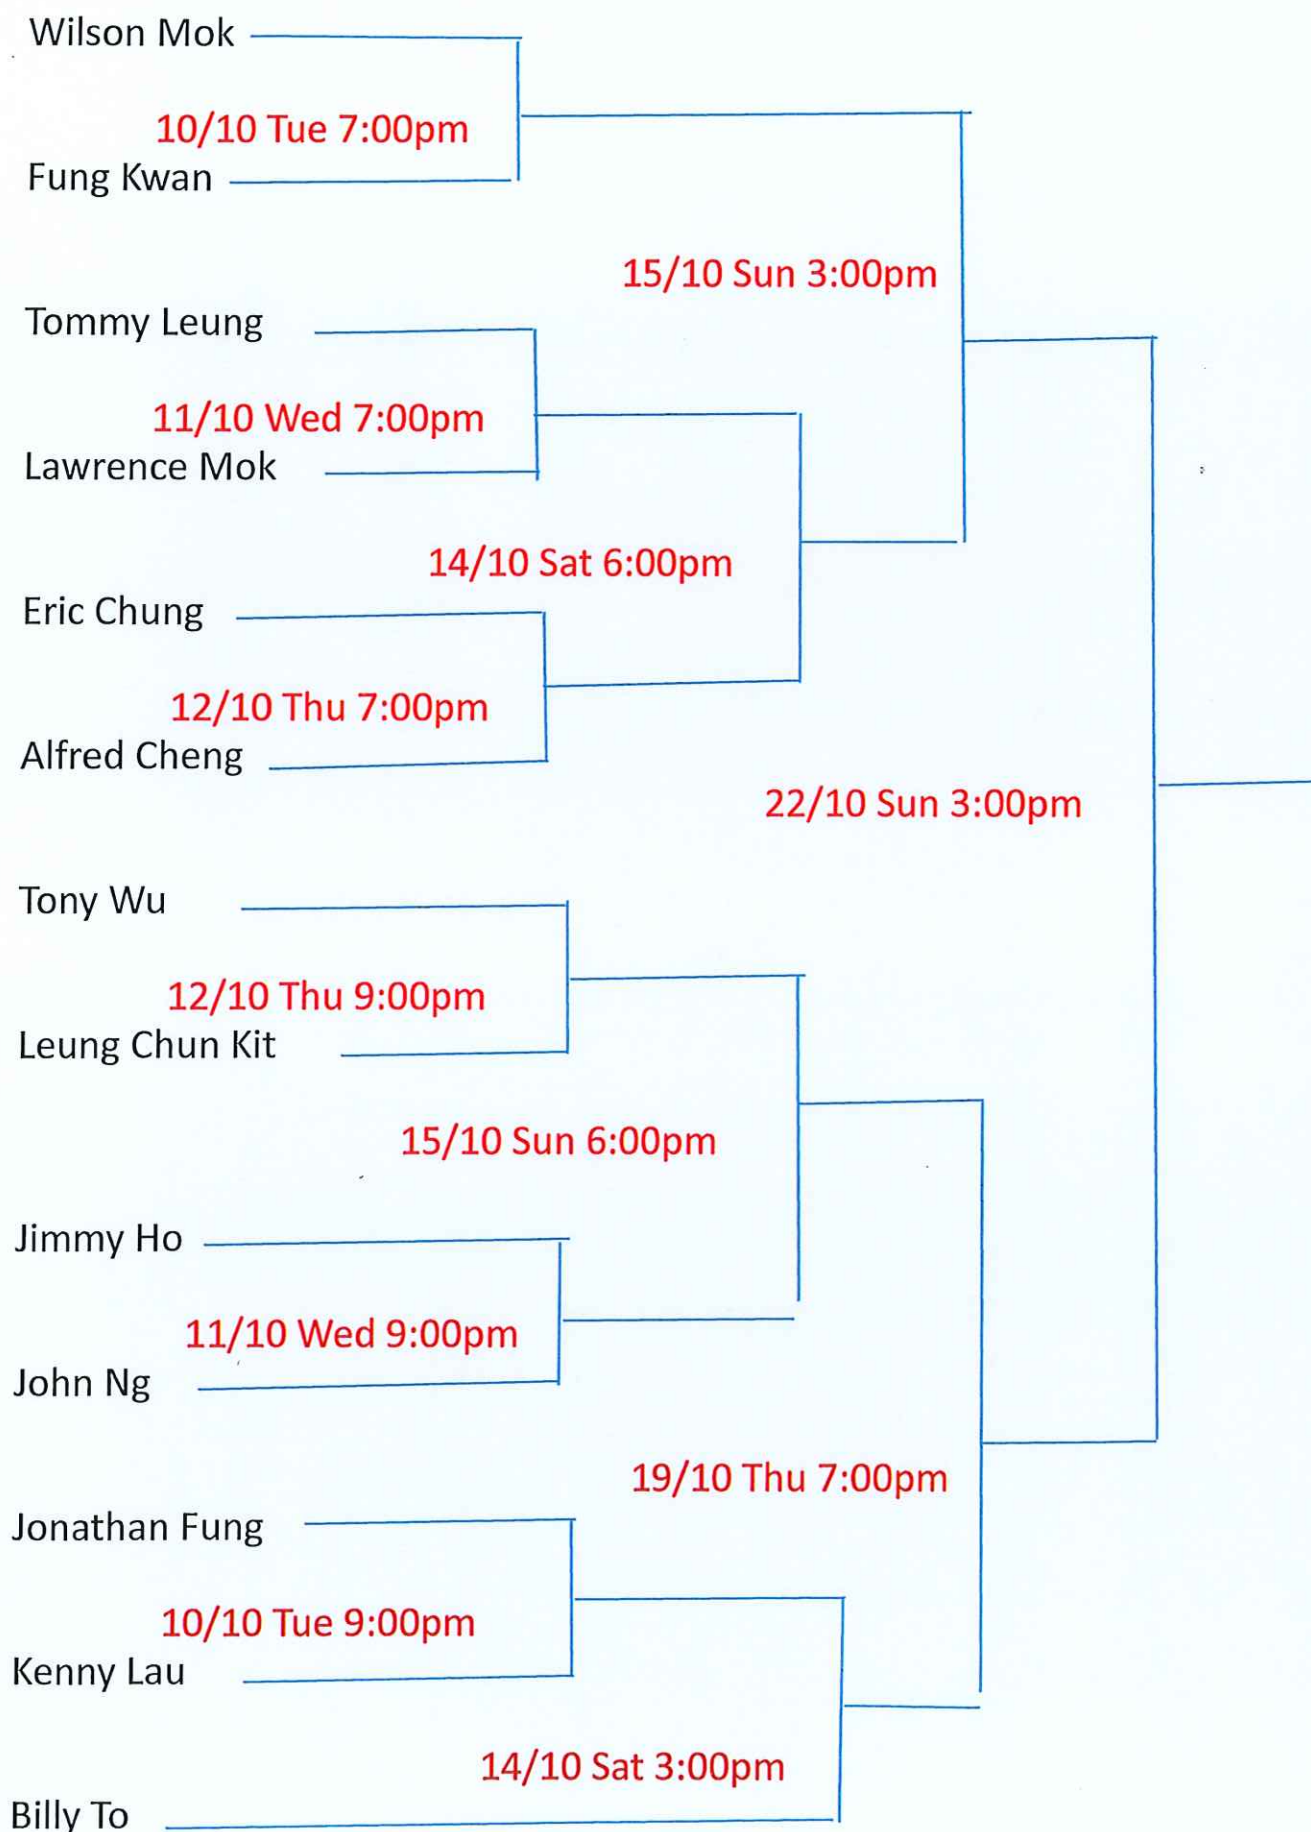 Wilson Mok
10/10 Tue 7:00pm
Fung Kwan
15/10 Sun 3:00pm
Tommy Leung
11/10 Wed 7:00pm
Lawrence Mok
14/10 Sat 6:00pm
Eric Chung
12/10 Thu 7:00pm
Alfred Cheng
22/10 Sun 3:00pm
Tony Wu
12/10 Thu 9:00pm
Leung Chun Kit
15/10 Sun 6:00pm
Jimmy Ho
11/10 Wed 9:00pm
John Ng
19/10 Thu 7:00pm
Jonathan Fung
10/10 Tue 9:00pm
Kenny Lau
14/10 Sat 3:00pm
Billy To